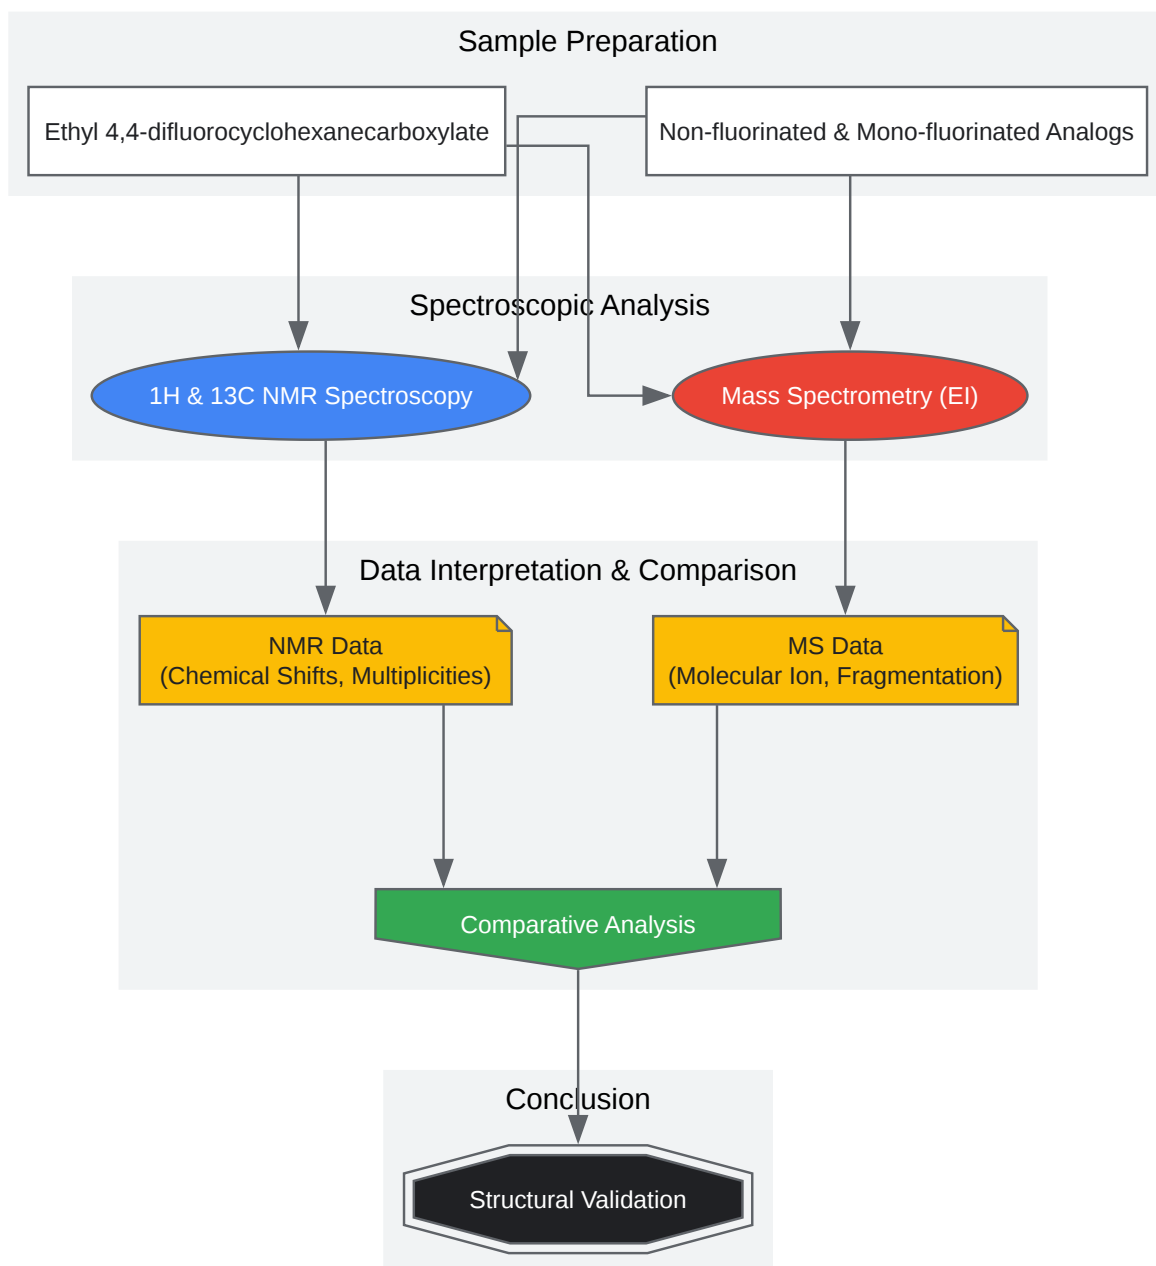 Sample Preparation
Ethyl 4,4-difluorocyclohexanecarboxylate
Non-fluorinated & Mono-fluorinated Analogs
Spectroscopic Analysis
1H & 13C NMR Spectroscopy
Mass Spectrometry (EI)
Data Interpretation & Comparison
NMR Data
(Chemical Shifts, Multiplicities)
MS Data
(Molecular Ion, Fragmentation)
Comparative Analysis
Conclusion
Structural Validation